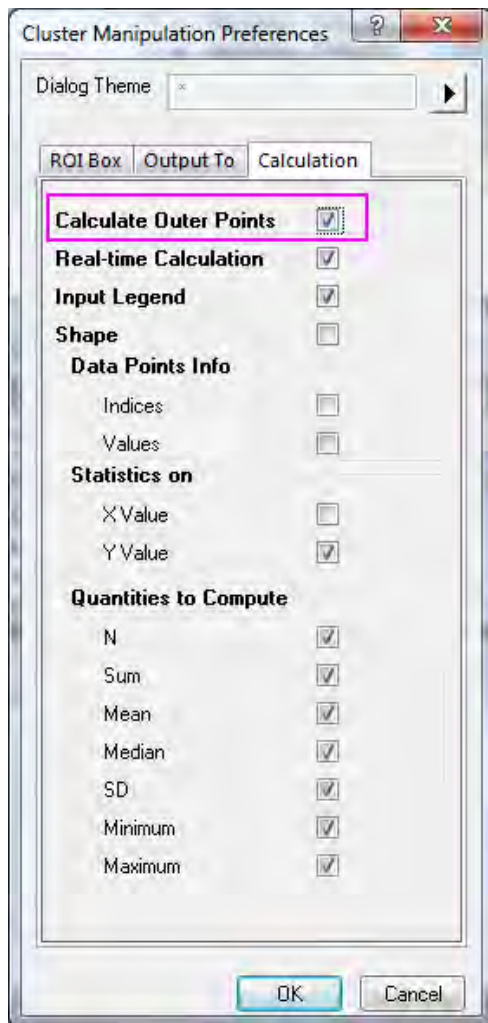 Cluster Manipulation Preferences
Dialog Theme *
ROI Box Output To Calculation
Calculate Outer Points
Real-time Calculation
Input Legend
Shape
Data Points Info
Indices
Values
Statistics on
X Value
Y Value
Quantities to Compute
N
Sum
Mean
Median
SD
Minimum
Maximum
OK Cancel